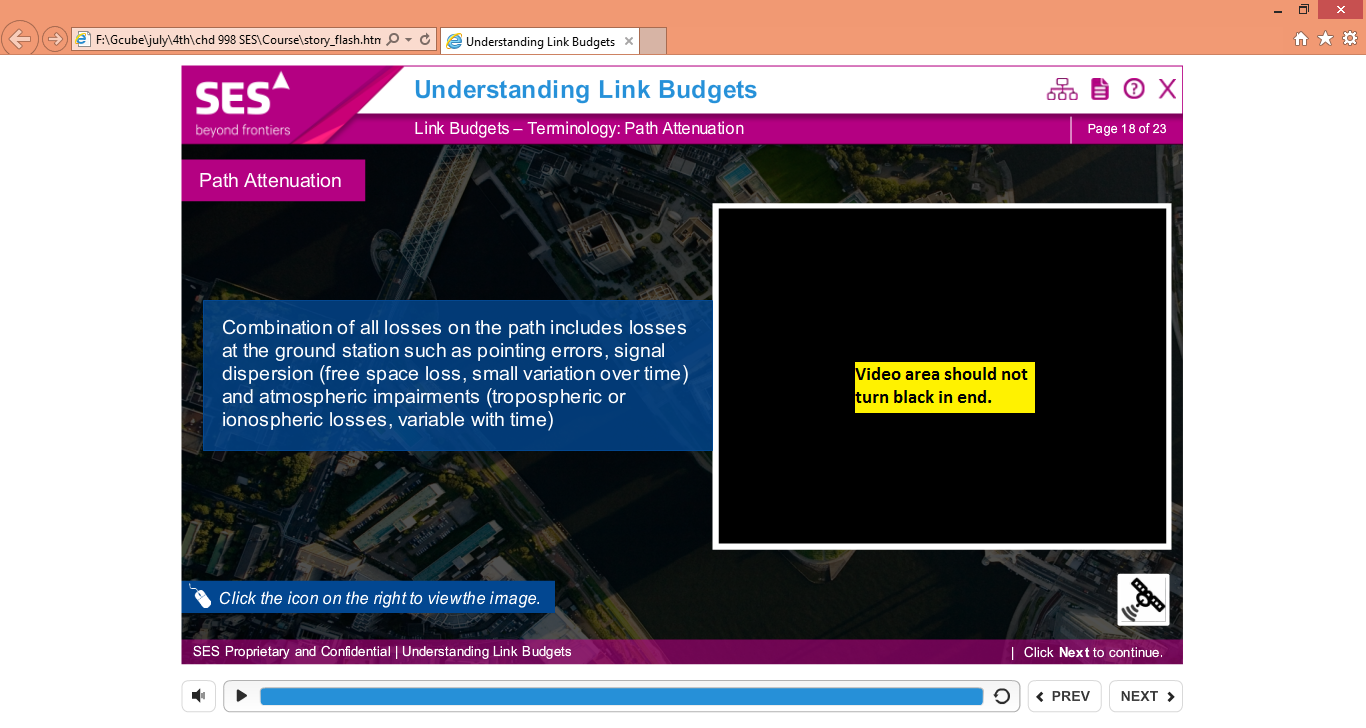 F:\Gcube\july\4th\chd 998 SES\Course\story_flash.htm
Understanding Link Budgets
SES
beyond frontiers
Understanding Link Budgets
Link Budgets – Terminology: Path Attenuation
Page 18 of 23
Path Attenuation
Combination of all losses on the path includes losses
at the ground station such as pointing errors, signal
dispersion (free space loss, small variation over time)
and atmospheric impairments (tropospheric or
ionospheric losses, variable with time)
Video area should not
turn black in end.
Click the icon on the right to viewthe image.
SES Proprietary and Confidential | Understanding Link Budgets
| Click Next to continue.
PREV
NEXT